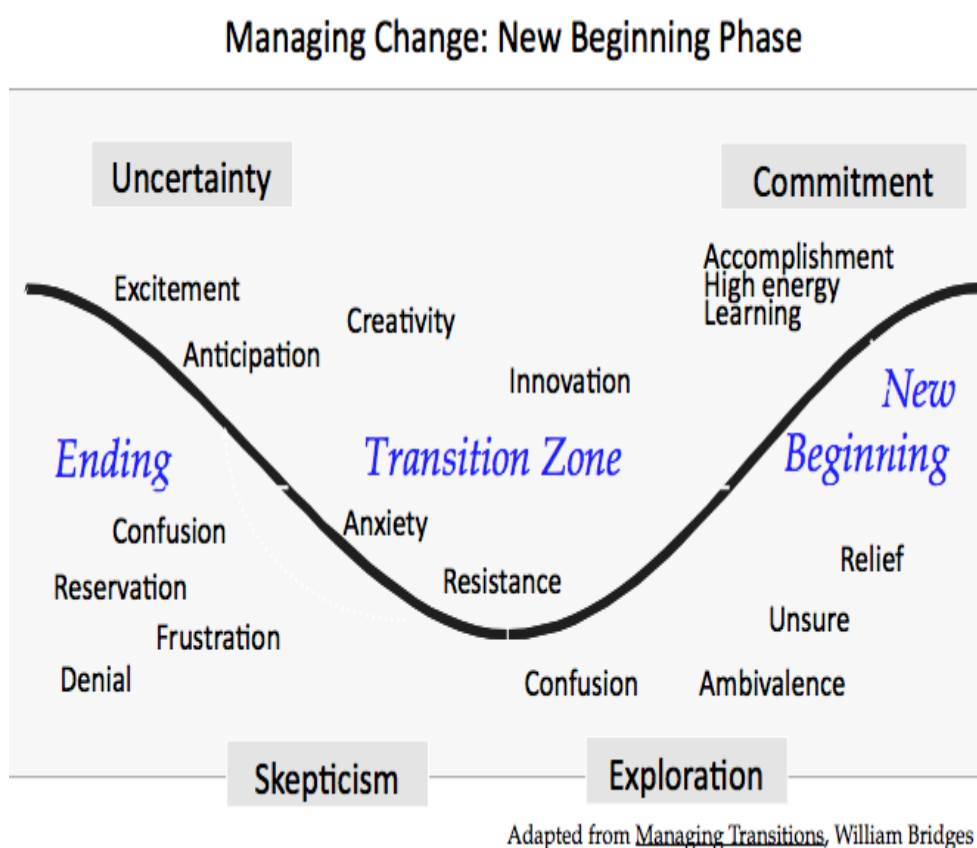 Managing Change: New Beginning Phase
Uncertainty
Commitment
Accomplishment
High energy
Learning
Excitement
Creativity
Anticipation
Innovation
New
Beginning
Ending
Transition Zone
Confusion
Anxiety
Reservation
Resistance
Relief
Frustration
Unsure
Denial
Confusion
Ambivalence
Skepticism
Exploration
Adapted from Managing Transitions, William Bridges